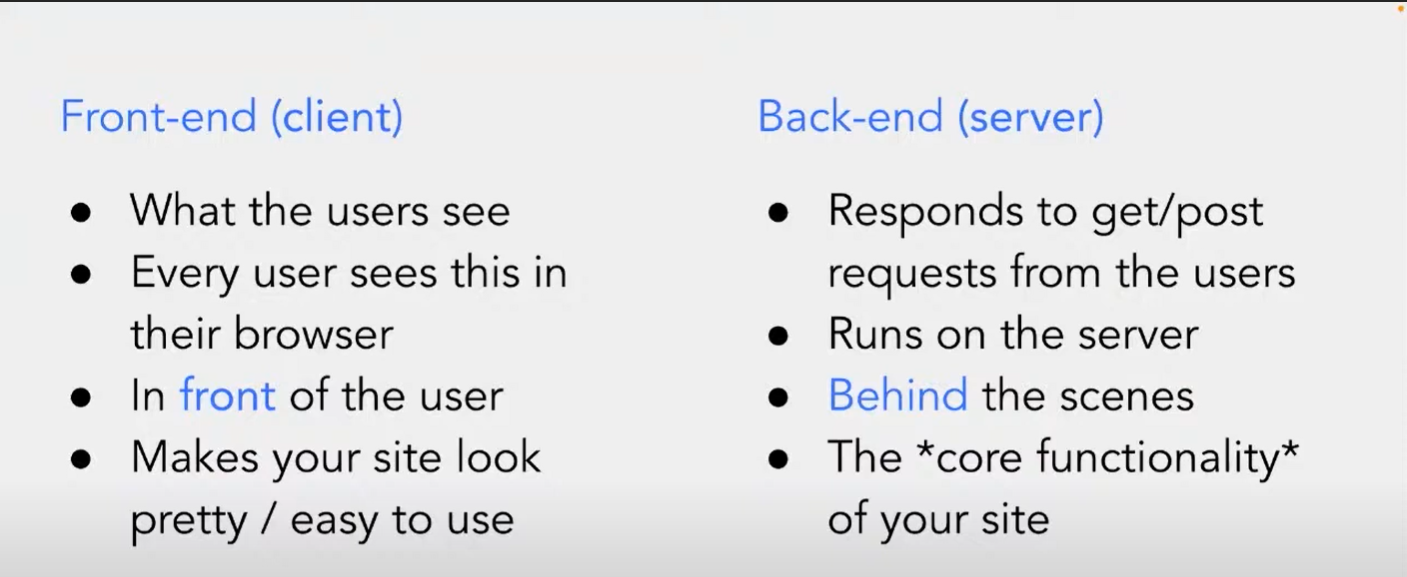 Front-end (client)
● What the users see
● Every user sees this in
their browser
● In front of the user
● Makes your site look
pretty / easy to use
Back-end (server)
● Responds to get/post
requests from the users
● Runs on the server
● Behind the scenes
● The *core functionality*
of your site